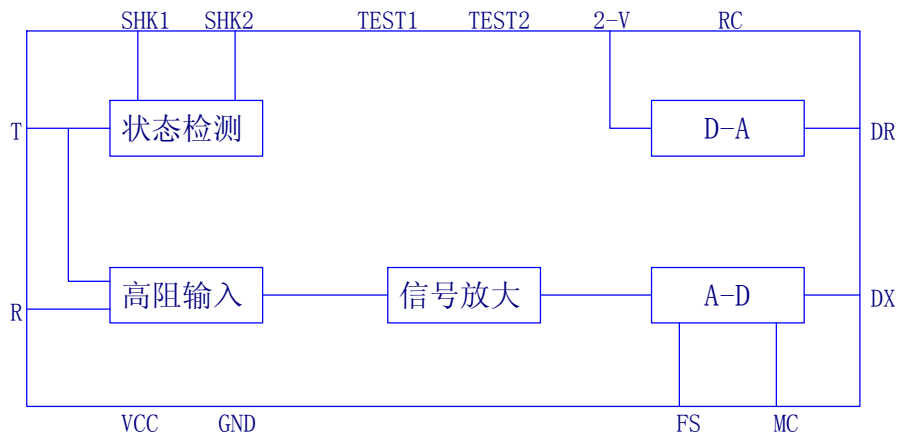 SHK1 SHK2 TEST1 TEST2 2-V RC
T 状态检测 D-A DR
R 高阻输入 信号放大 A-D DX
VCC GND FS MC